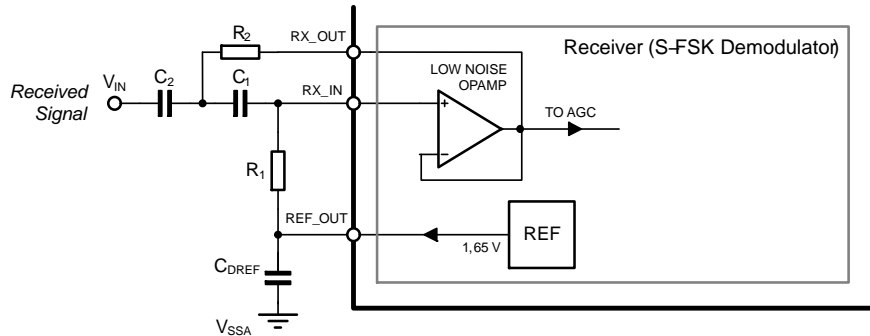 R2
RX_OUT
Receiver (S–FSK Demodulator)
LOW NOISE
OPAMP
Received
Signal
VIN
C2
C1
RX_IN
+
TO AGC
−
R1
REF_OUT
1,65 V
REF
CDREF
VSSA